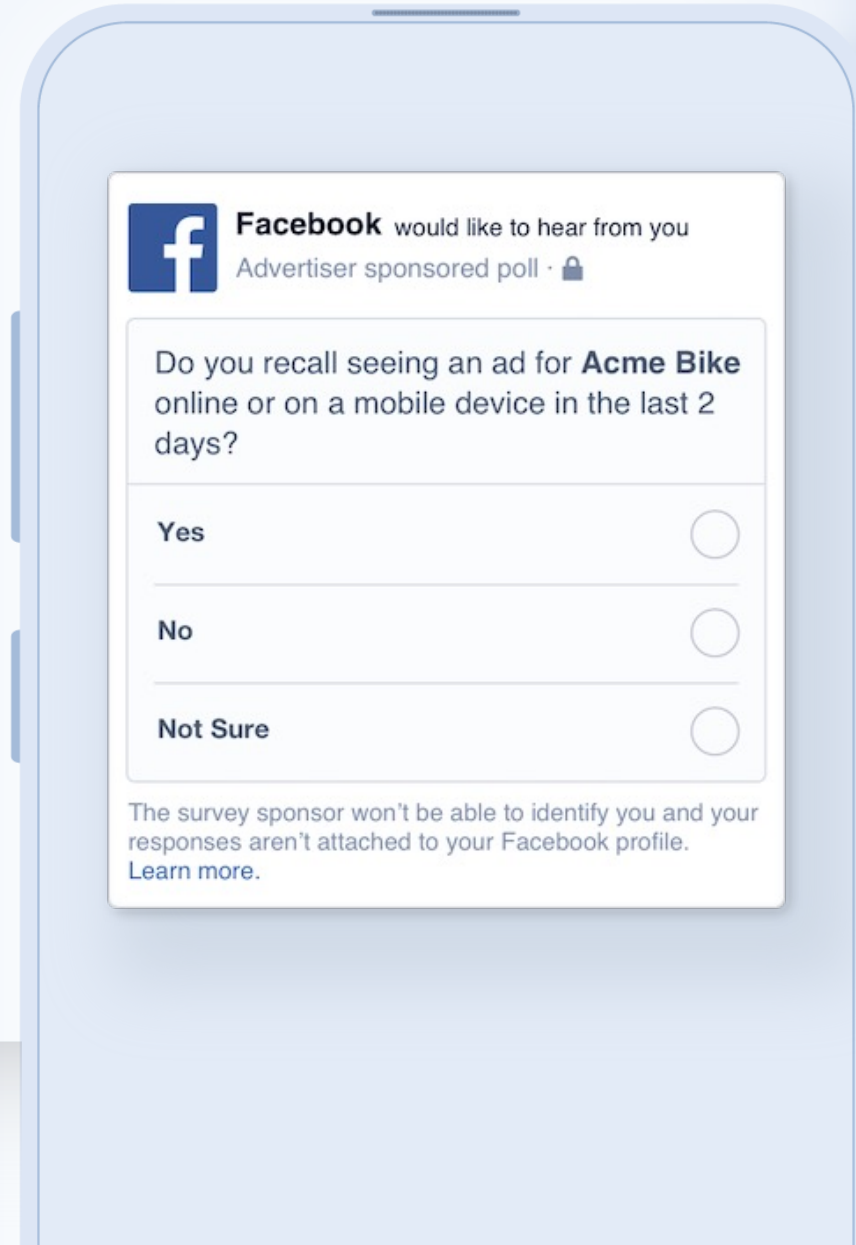 Facebook would like to hear from you
Advertiser sponsored poll ·
Do you recall seeing an ad for Acme Bike
online or on a mobile device in the last 2
days?
Yes
No
Not Sure
The survey sponsor won't be able to identify you and your
responses aren't attached to your Facebook profile.
Learn more.